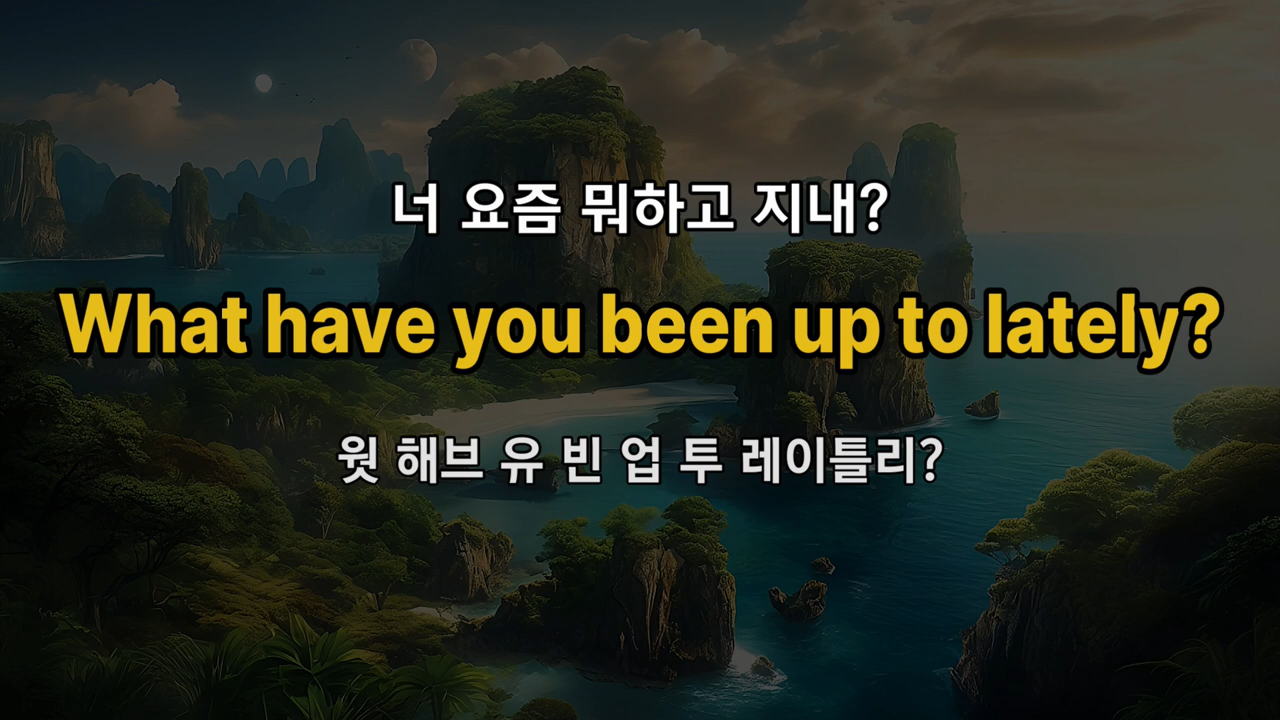 너 요즘 뭐하고 지내?
What have you been up to lately?
윗 해브 유 빈 업 투 레이틀리?